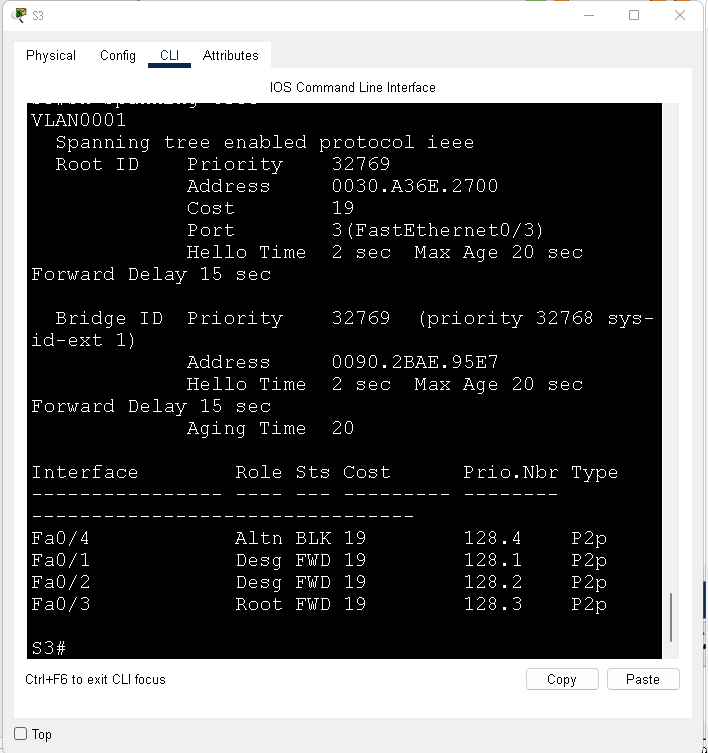 S3
Physical Config CLI Attributes
IOS Command Line Interface
VLAN0001
Spanning tree enabled protocol ieee
Root ID Priority 32769
Address 0030.A36E.2700
Cost 19
Port 3(FastEthernet0/3)
Hello Time 2 sec Max Age 20 sec
Forward Delay 15 sec
Bridge ID Priority 32769 (priority 32768 sys-
id-ext 1)
Address 0090.2BAE.95E7
Hello Time 2 sec Max Age 20 sec
Forward Delay 15 sec
Aging Time 20
Interface Role Sts Cost Prio.Nbr Type
---------------- ---- --- --------- --------
--------------------------------
Fa0/4 Altn BLK 19 128.4 P2p
Fa0/1 Desg FWD 19 128.1 P2p
Fa0/2 Desg FWD 19 128.2 P2p
Fa0/3 Root FWD 19 128.3 P2p
S3#
Ctrl+F6 to exit CLI focus Copy Paste
Top